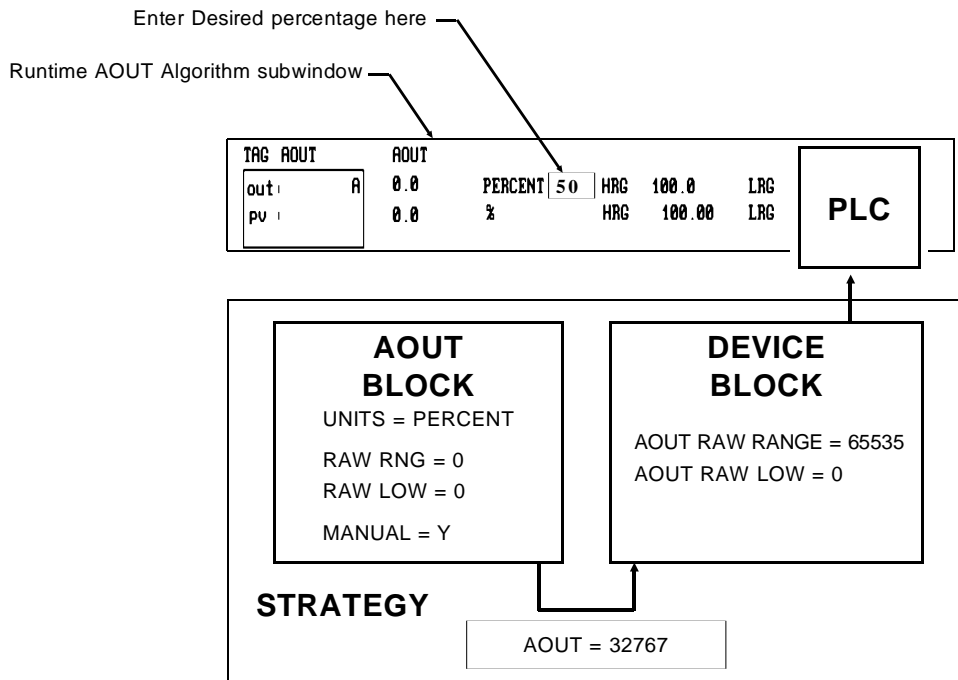 Enter Desired percentage here
Runtime AOUT Algorithm subwindow
TAG AOUT AOUT
out A 0.0 PERCENT 50 HRG 100.0 LRG
pv 0.0 % HRG 100.00 LRG
PLC
AOUT
BLOCK
UNITS = PERCENT
RAW RNG = 0
RAW LOW = 0
MANUAL = Y
DEVICE
BLOCK
AOUT RAW RANGE = 65535
AOUT RAW LOW = 0
STRATEGY
AOUT = 32767